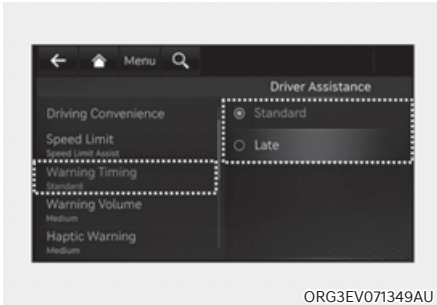 Menu
Driver Assistance
Driving Convenience
Speed Limit
Speed Limit Assist
Warning Timing
Standard
Warning Volume
Medium
Haptic Warning
Medium
Standard
Late
ORG3EV071349AU